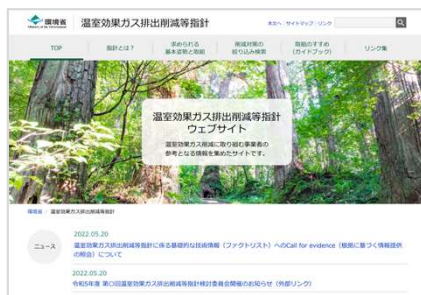 環境省
Ministry of the Environment
温室効果ガス排出削減等指針
本文へ サイトマップ リンク
TOP
指針とは？
求められる
基本姿勢と取組
削減対策の
絞り込み検索
取組のすすめ
(ガイドブック)
リンク集
温室効果ガス排出削減等指針
ウェブサイト
温室効果ガス削減に取り組む事業者の
参考となる情報を集めたサイトです。
環境省 温室効果ガス排出削減等指針
ニュース
2022.05.20
温室効果ガス排出削減等指針に係る基礎的な技術情報（ファクトリスト）へのCall for evidence（根拠に基づく情報提供
の照会）について
2022.05.20
令和5年度 第〇回温室効果ガス排出削減等指針検討委員会開催のお知らせ（外部リンク）